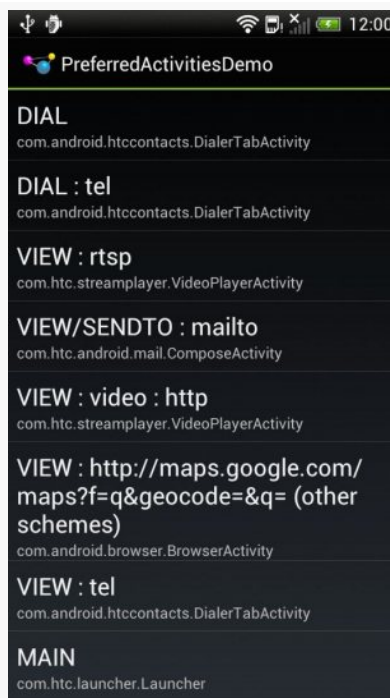 12:00
PreferredActivitiesDemo
DIAL
com.android.htccontacts.DialerTabActivity
DIAL : tel
com.android.htccontacts.DialerTabActivity
VIEW : rtsp
com.htc.streamplayer.VideoPlayerActivity
VIEW/SENDTO : mailto
com.htc.android.mail.ComposeActivity
VIEW : video : http
com.htc.streamplayer.VideoPlayerActivity
VIEW : http://maps.google.com/
maps?f=q&geocode=&q= (other
schemes)
com.android.browser.BrowserActivity
VIEW : tel
com.android.htccontacts.DialerTabActivity
MAIN
com.htc.launcher.Launcher